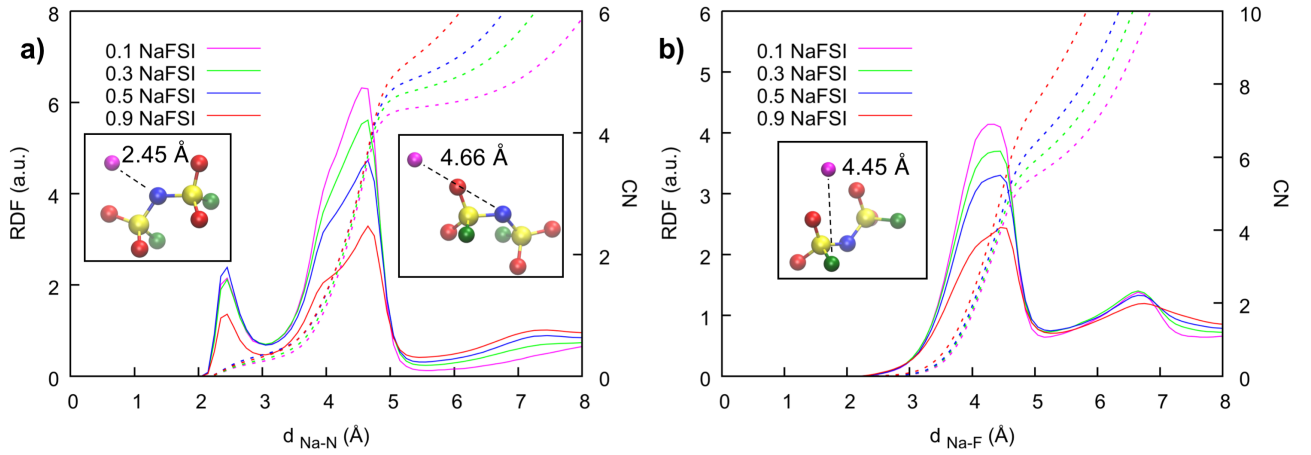 a)
RDF (a.u.)
8
6
4
2
0
0.1 NaFSI
0.3 NaFSI
0.5 NaFSI
0.9 NaFSI
2.45 Å
4.66 Å
6
4
2
0
CN
0 1 2 3 4 5 6 7 8
d Na-N (Å)
b)
RDF (a.u.)
6
5
4
3
2
1
0
0.1 NaFSI
0.3 NaFSI
0.5 NaFSI
0.9 NaFSI
4.45 Å
10
8
6
4
2
0
CN
0 1 2 3 4 5 6 7 8
d Na-F (Å)